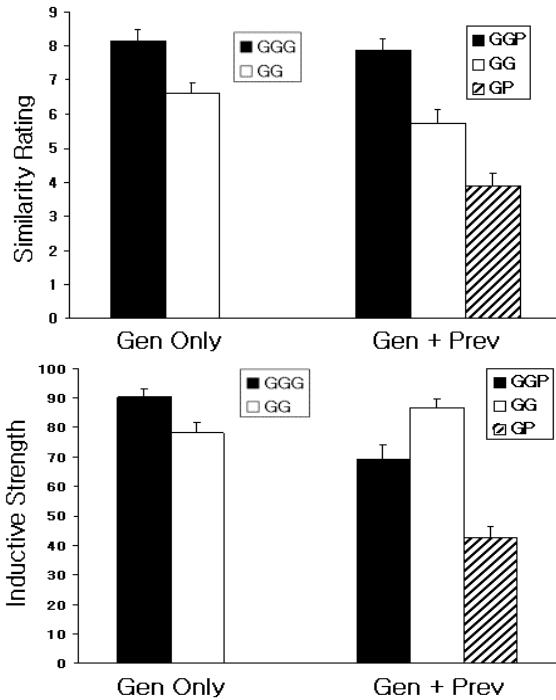 Similarity Rating
9
8
7
6
5
4
3
2
1
0
GGG
GG
GGP
GG
GP
Gen Only
Gen + Prev
Inductive Strength
100
90
80
70
60
50
40
30
20
10
0
GGG
GG
GGP
GG
GP
Gen Only
Gen + Prev